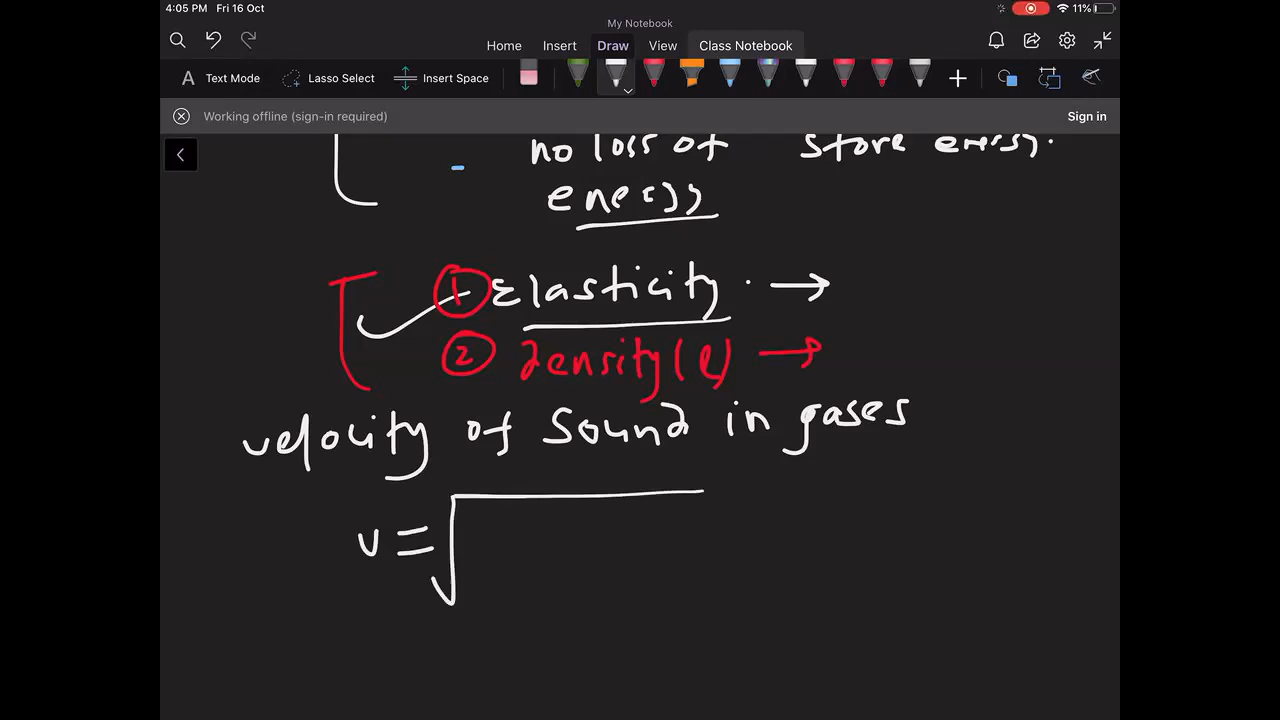 4:05 PM Fri 16 Oct
11%
My Notebook
Home Insert Draw View Class Notebook
Text Mode Lasso Select Insert Space
Working offline (sign-in required) Sign in
no loss of store energy.
energy
1 Elasticity . →
2 density (ρ) →
velocity of sound in gases
v = √